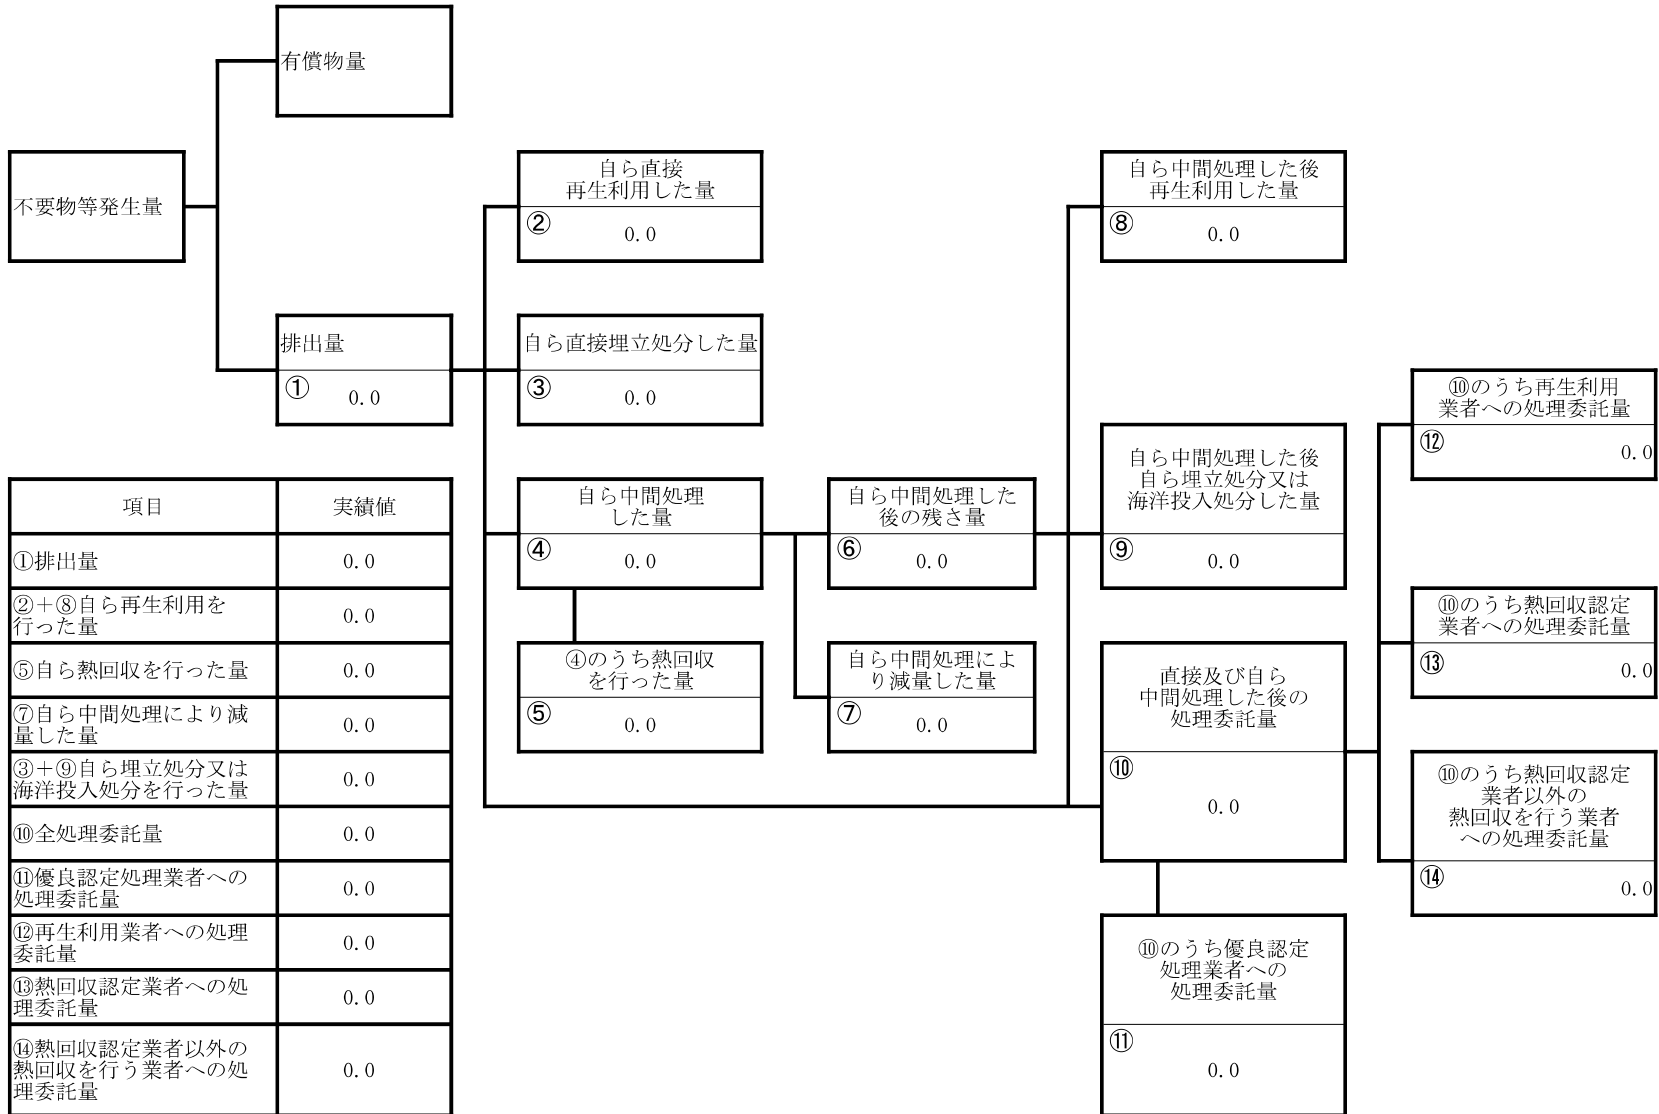 有償物量
不要物等発生量
排出量
①
0.0
自ら直接
再生利用した量
②
0.0
自ら直接埋立処分した量
③
0.0
自ら中間処理
した量
④
0.0
④のうち熱回収
を行った量
⑤
0.0
自ら中間処理した
後の残さ量
⑥
0.0
自ら中間処理によ
り減量した量
⑦
0.0
自ら中間処理した後
再生利用した量
⑧
0.0
自ら中間処理した後
自ら埋立処分又は
海洋投入処分した量
⑨
0.0
直接及び自ら
中間処理した後の
処理委託量
⑩
0.0
⑩のうち優良認定
処理業者への
処理委託量
⑪
0.0
⑩のうち再生利用
業者への処理委託量
⑫
0.0
⑩のうち熱回収認定
業者への処理委託量
⑬
0.0
⑩のうち熱回収認定
業者以外の
熱回収を行う業者
への処理委託量
⑭
0.0
項目 実績値
①排出量 0.0
②＋⑧自ら再生利用を
行った量
0.0
⑤自ら熱回収を行った量 0.0
⑦自ら中間処理により減
量した量
0.0
③＋⑨自ら埋立処分又は
海洋投入処分を行った量
0.0
⑩全処理委託量 0.0
⑪優良認定処理業者への
処理委託量
0.0
⑫再生利用業者への処理
委託量
0.0
⑬熱回収認定業者への処
理委託量
0.0
⑭熱回収認定業者以外の
熱回収を行う業者への処
理委託量
0.0